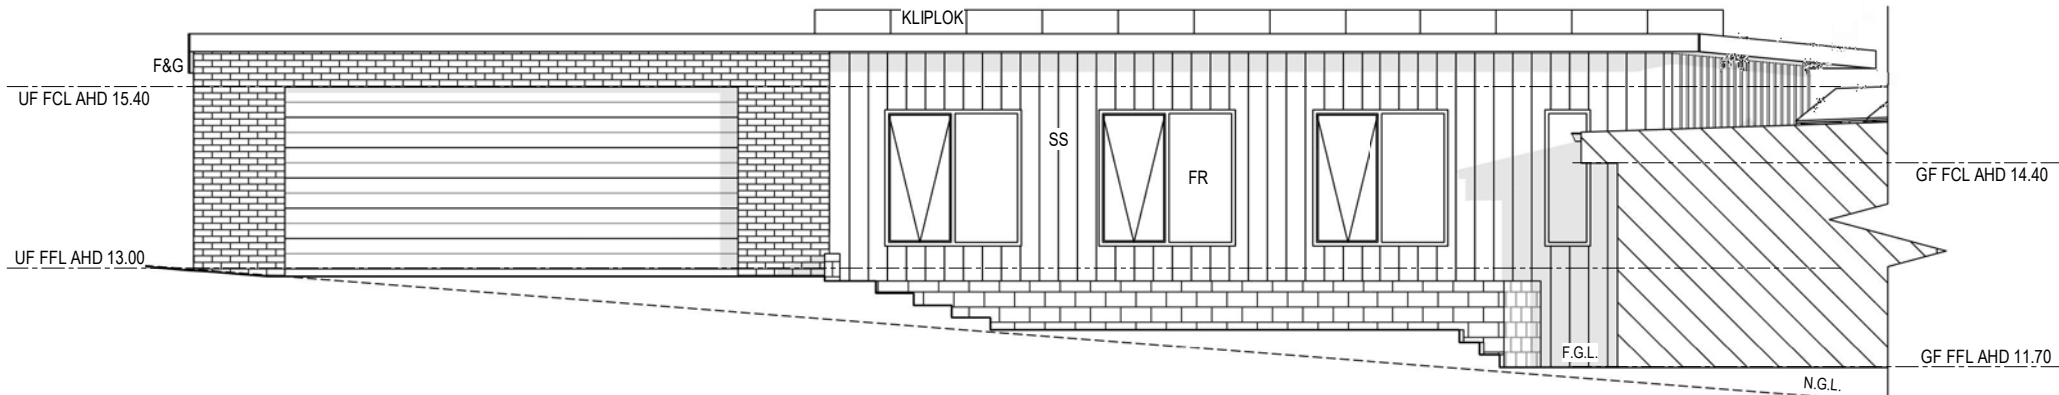 KLIPLOK
F&G
UF FCL AHD 15.40
SS
FR
GF FCL AHD 14.40
UF FFL AHD 13.00
F.G.L.
GF FFL AHD 11.70
N.G.L.